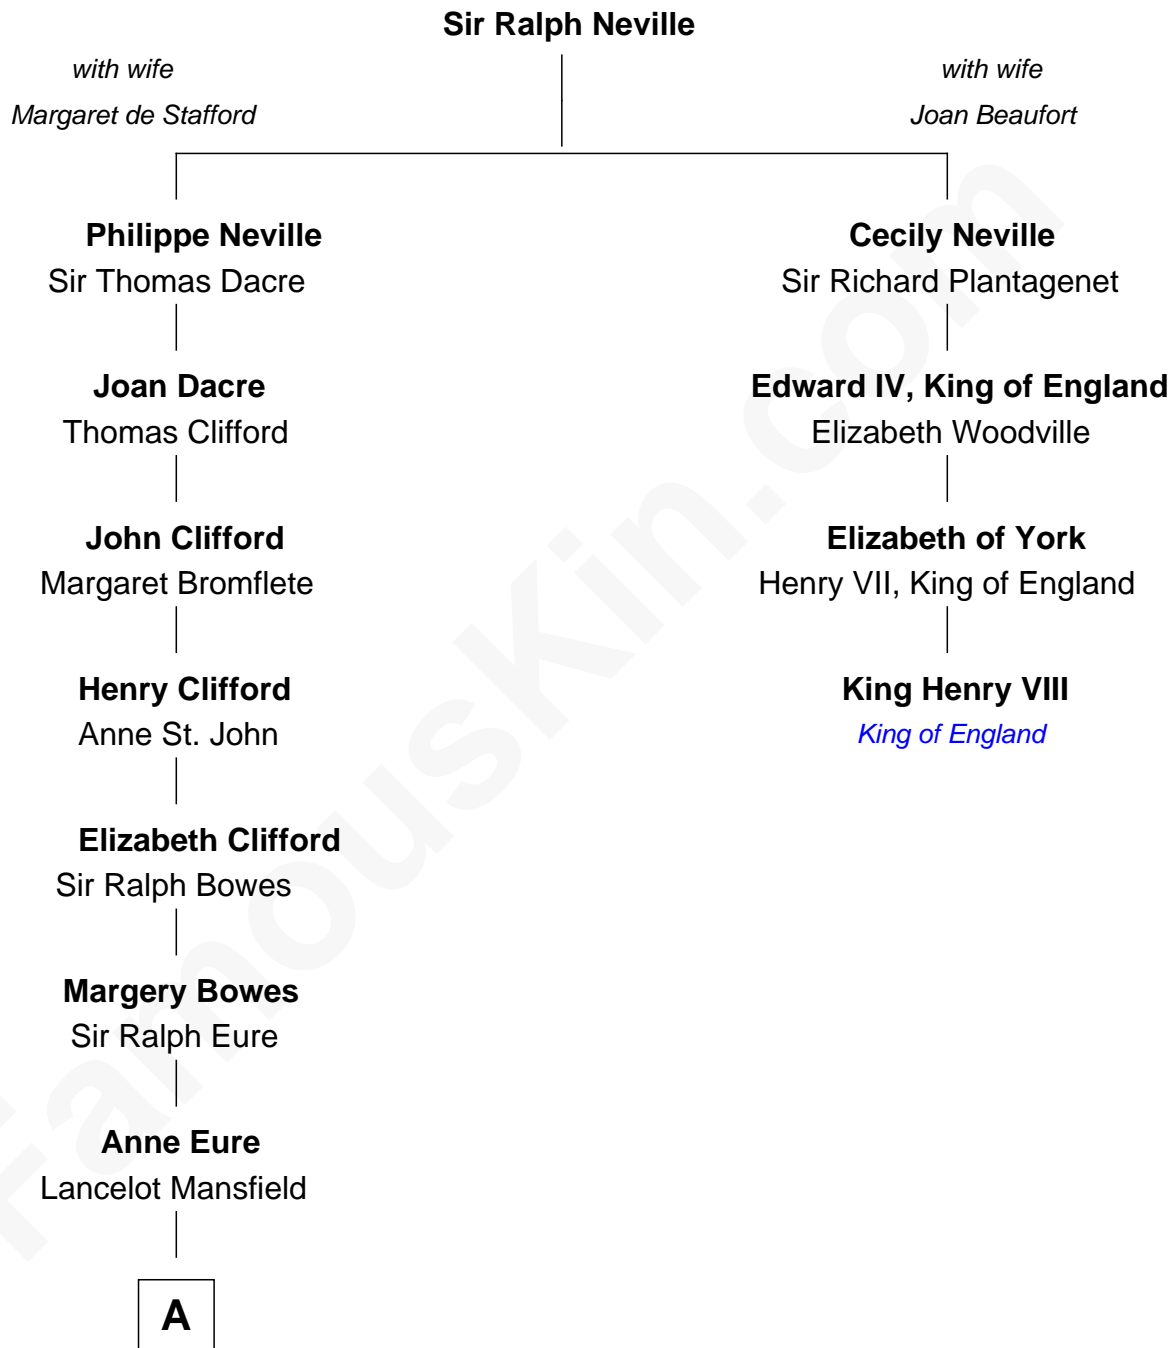 Sir Ralph Neville
with wife
Margaret de Stafford
with wife
Joan Beaufort
Philippe Neville
Sir Thomas Dacre
Joan Dacre
Thomas Clifford
John Clifford
Margaret Bromflete
Henry Clifford
Anne St. John
Elizabeth Clifford
Sir Ralph Bowes
Margery Bowes
Sir Ralph Eure
Anne Eure
Lancelot Mansfield
A
Cecily Neville
Sir Richard Plantagenet
Edward IV, King of England
Elizabeth Woodville
Elizabeth of York
Henry VII, King of England
King Henry VIII
King of England
FamousKin.com